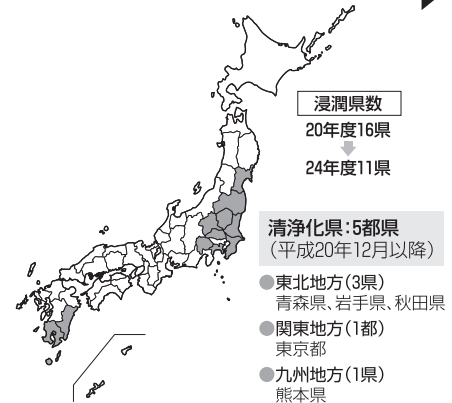 浸潤県数
20年度16県
24年度11県
清浄化県：5都県
（平成20年12月以降）
●東北地方（3県）
青森県、岩手県、秋田県
●関東地方（1都）
東京都
●九州地方（1県）
熊本県